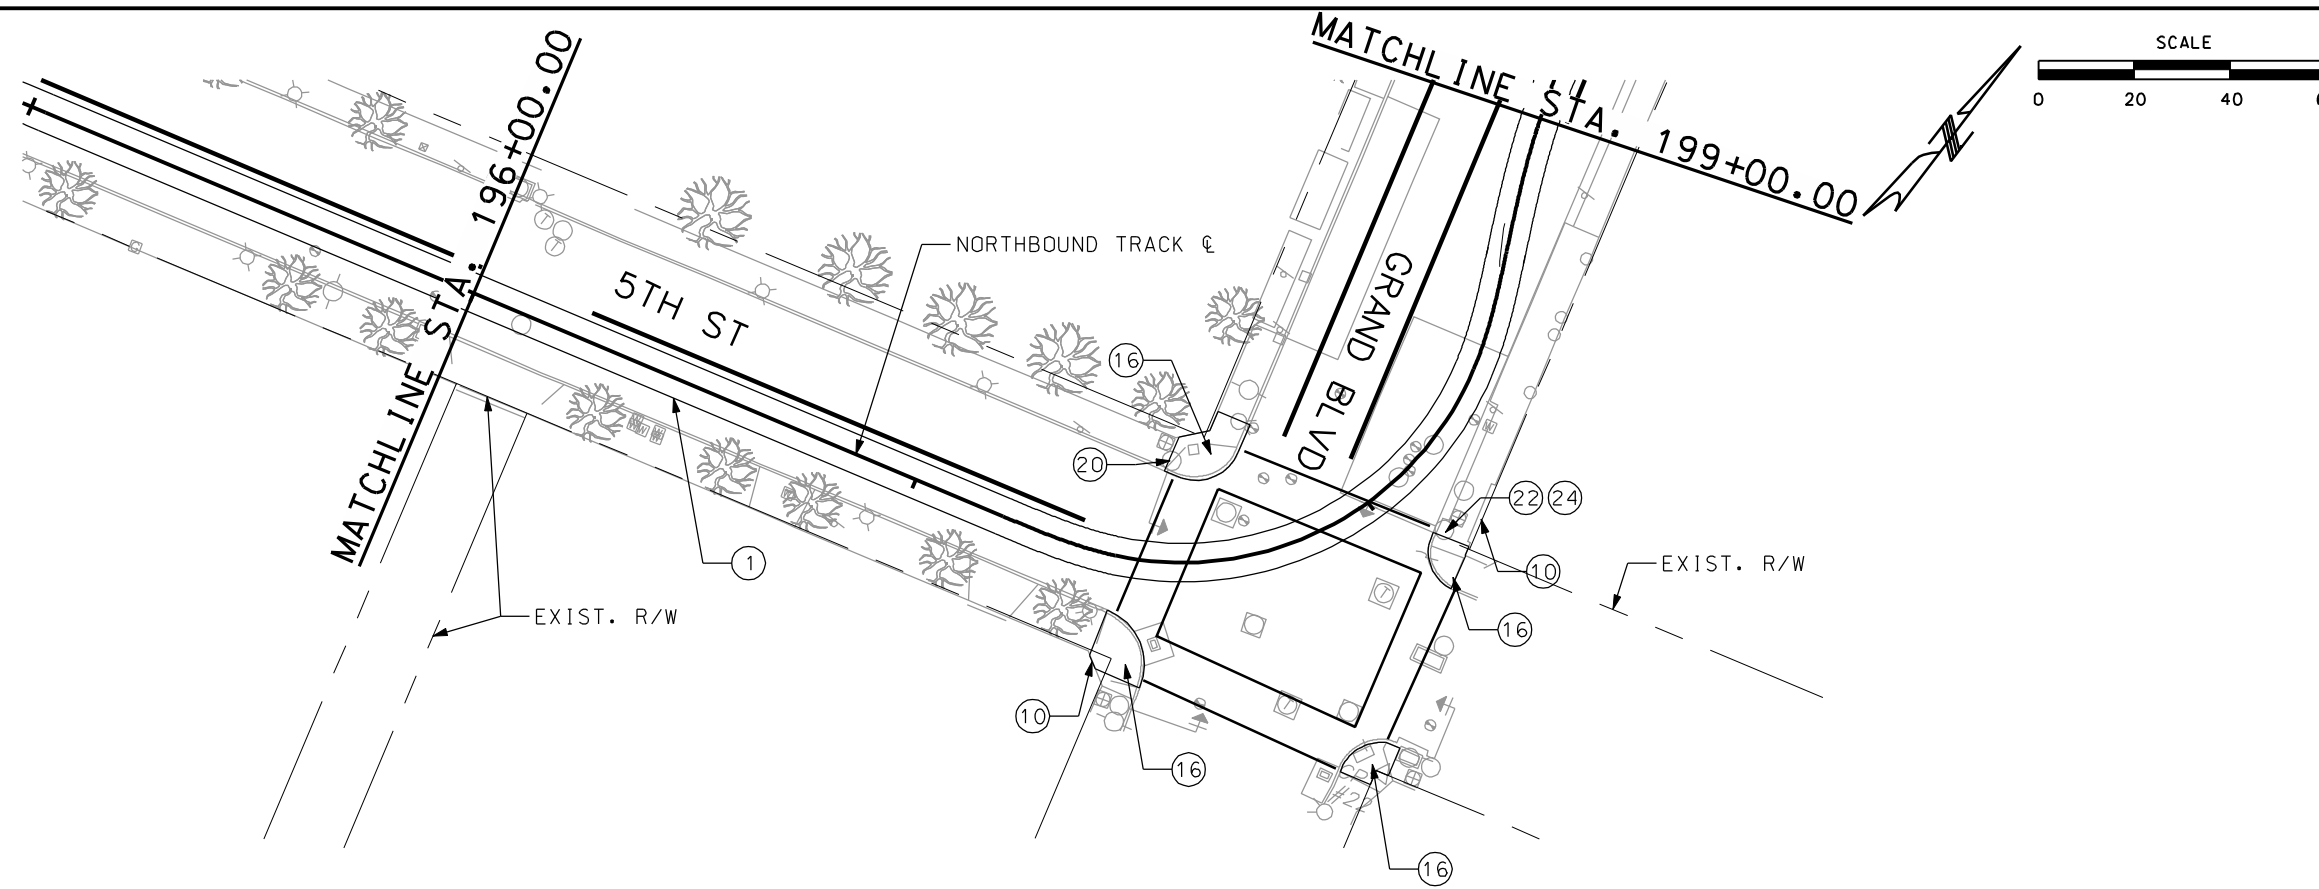 MATCHLINE STA. 196+00.00
MATCHLINE STA. 199+00.00
SCALE
0 20 40
N
NORTHBOUND TRACK ℄
5TH ST
GRAND BLVD
16
20
22 24
10
EXIST. R/W
1
EXIST. R/W
16
10
16
#22
16